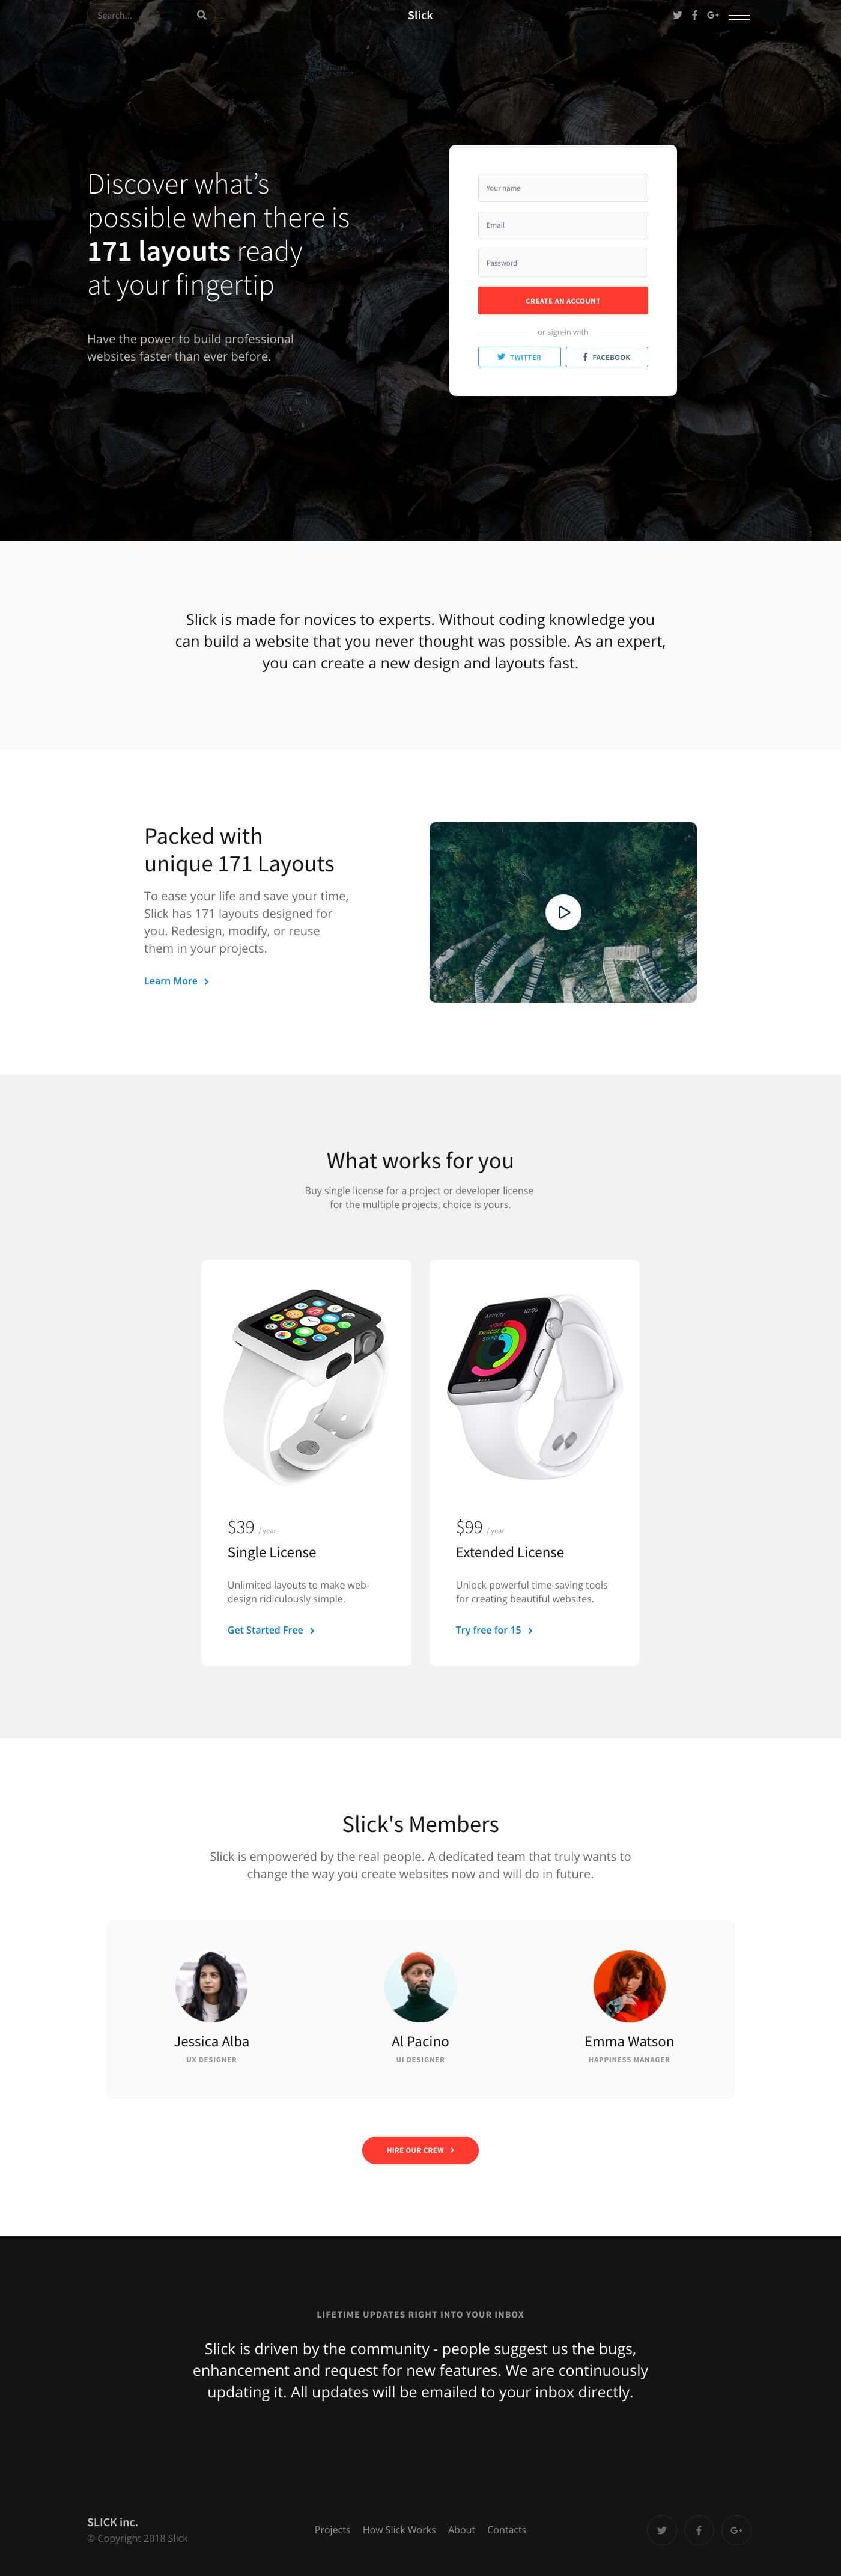 Search...
Slick
Discover what's
possible when there is
171 layouts ready
at your fingertip
Have the power to build professional
websites faster than ever before.
Your name
Email
Password
CREATE AN ACCOUNT
or sign-in with
TWITTER
FACEBOOK
Slick is made for novices to experts. Without coding knowledge you
can build a website that you never thought was possible. As an expert,
you can create a new design and layouts fast.
Packed with
unique 171 Layouts
To ease your life and save your time,
Slick has 171 layouts designed for
you. Redesign, modify, or reuse
them in your projects.
Learn More
What works for you
Buy single license for a project or developer license
for the multiple projects, choice is yours.
10:09
MOVE
EXERCISE
STAND
$39 / year
Single License
Unlimited layouts to make web-
design ridiculously simple.
Get Started Free
$99 / year
Extended License
Unlock powerful time-saving tools
for creating beautiful websites.
Try free for 15
Slick's Members
Slick is empowered by the real people. A dedicated team that truly wants to
change the way you create websites now and will do in future.
Jessica Alba
UX DESIGNER
Al Pacino
UI DESIGNER
Emma Watson
HAPPINESS MANAGER
HIRE OUR CREW
LIFETIME UPDATES RIGHT INTO YOUR INBOX
Slick is driven by the community - people suggest us the bugs,
enhancement and request for new features. We are continuously
updating it. All updates will be emailed to your inbox directly.
SLICK inc.
© Copyright 2018 Slick
Projects
How Slick Works
About
Contacts